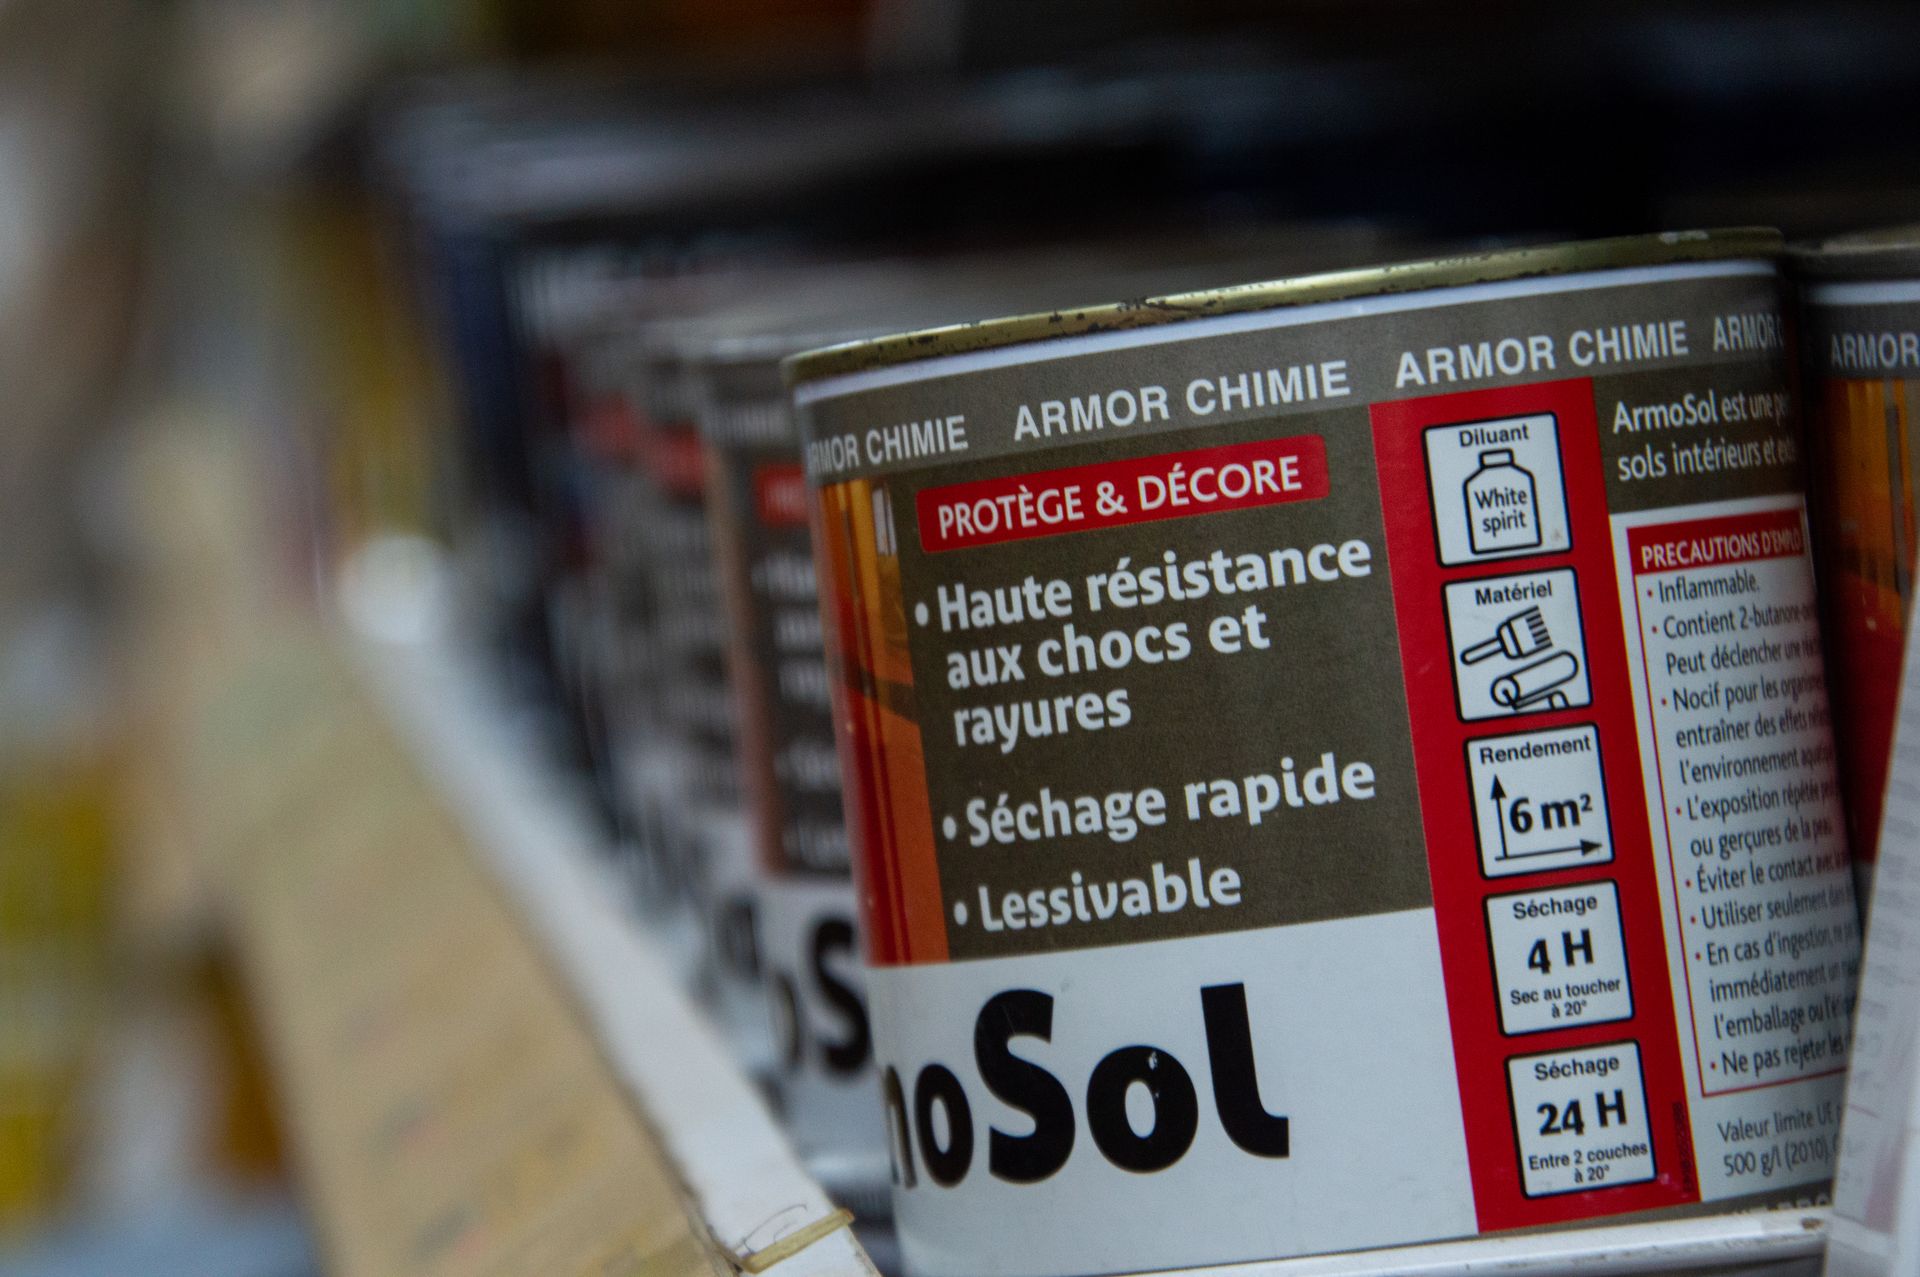 ARMOR CHIMIE ARMOR CHIMIE ARMOR
CHIMIE
PROTÈGE & DÉCORE
• Haute résistance
aux chocs et
rayures
• Séchage rapide
• Lessivable
noSol
Diluant
White
spirit
Matériel
Rendement
6 m²
Séchage
4 H
Sec au toucher
à 20°
Séchage
24 H
Entre 2 couches
à 20°
ArmoSol est une
sols intérieurs et
PRECAUTIONS D'EMPLOI
• Inflammable.
• Contient 2-butanone
Peut déclencher une
• Nocif pour les
entraîner des effets
l'environnement
• L'exposition répétée
ou gerçures de la peau
• Éviter le contact avec
• Utiliser seulement dans
• En cas d'ingestion,
immédiatement un
l'emballage ou
• Ne pas rejeter les
Valeur limite UE
500 g/l (2010).
ARMOR